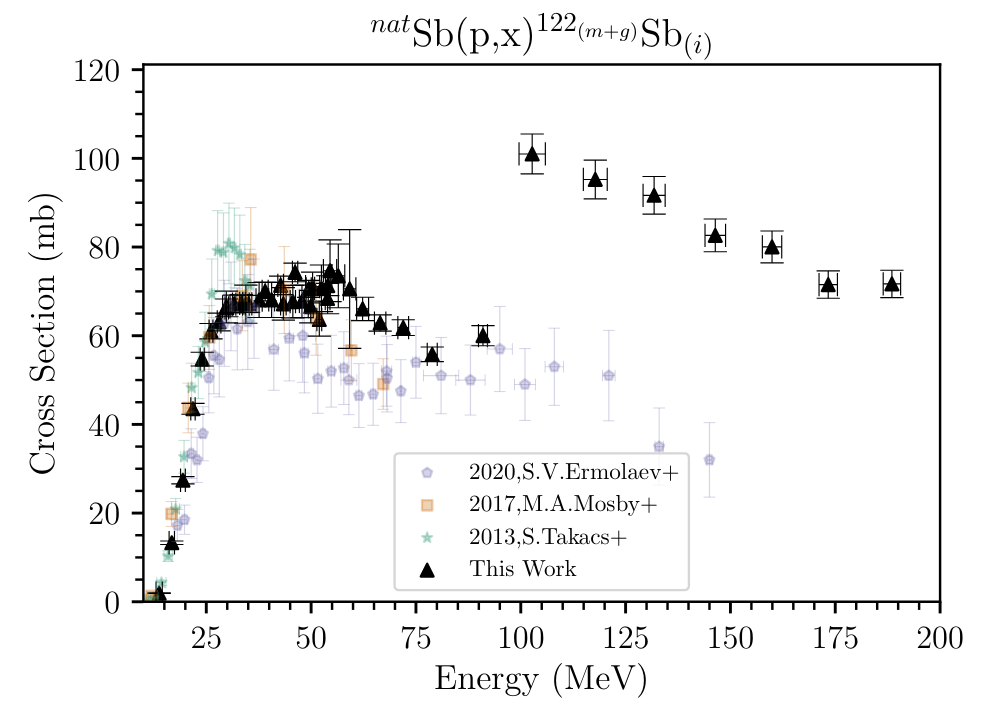 natSb(p,x)122(m+g)Sb(i)
120
100
80
60
40
20
0
Cross Section (mb)
2020,S.V.Ermolaev+
2017,M.A.Mosby+
2013,S.Takacs+
This Work
25 50 75 100 125 150 175 200
Energy (MeV)